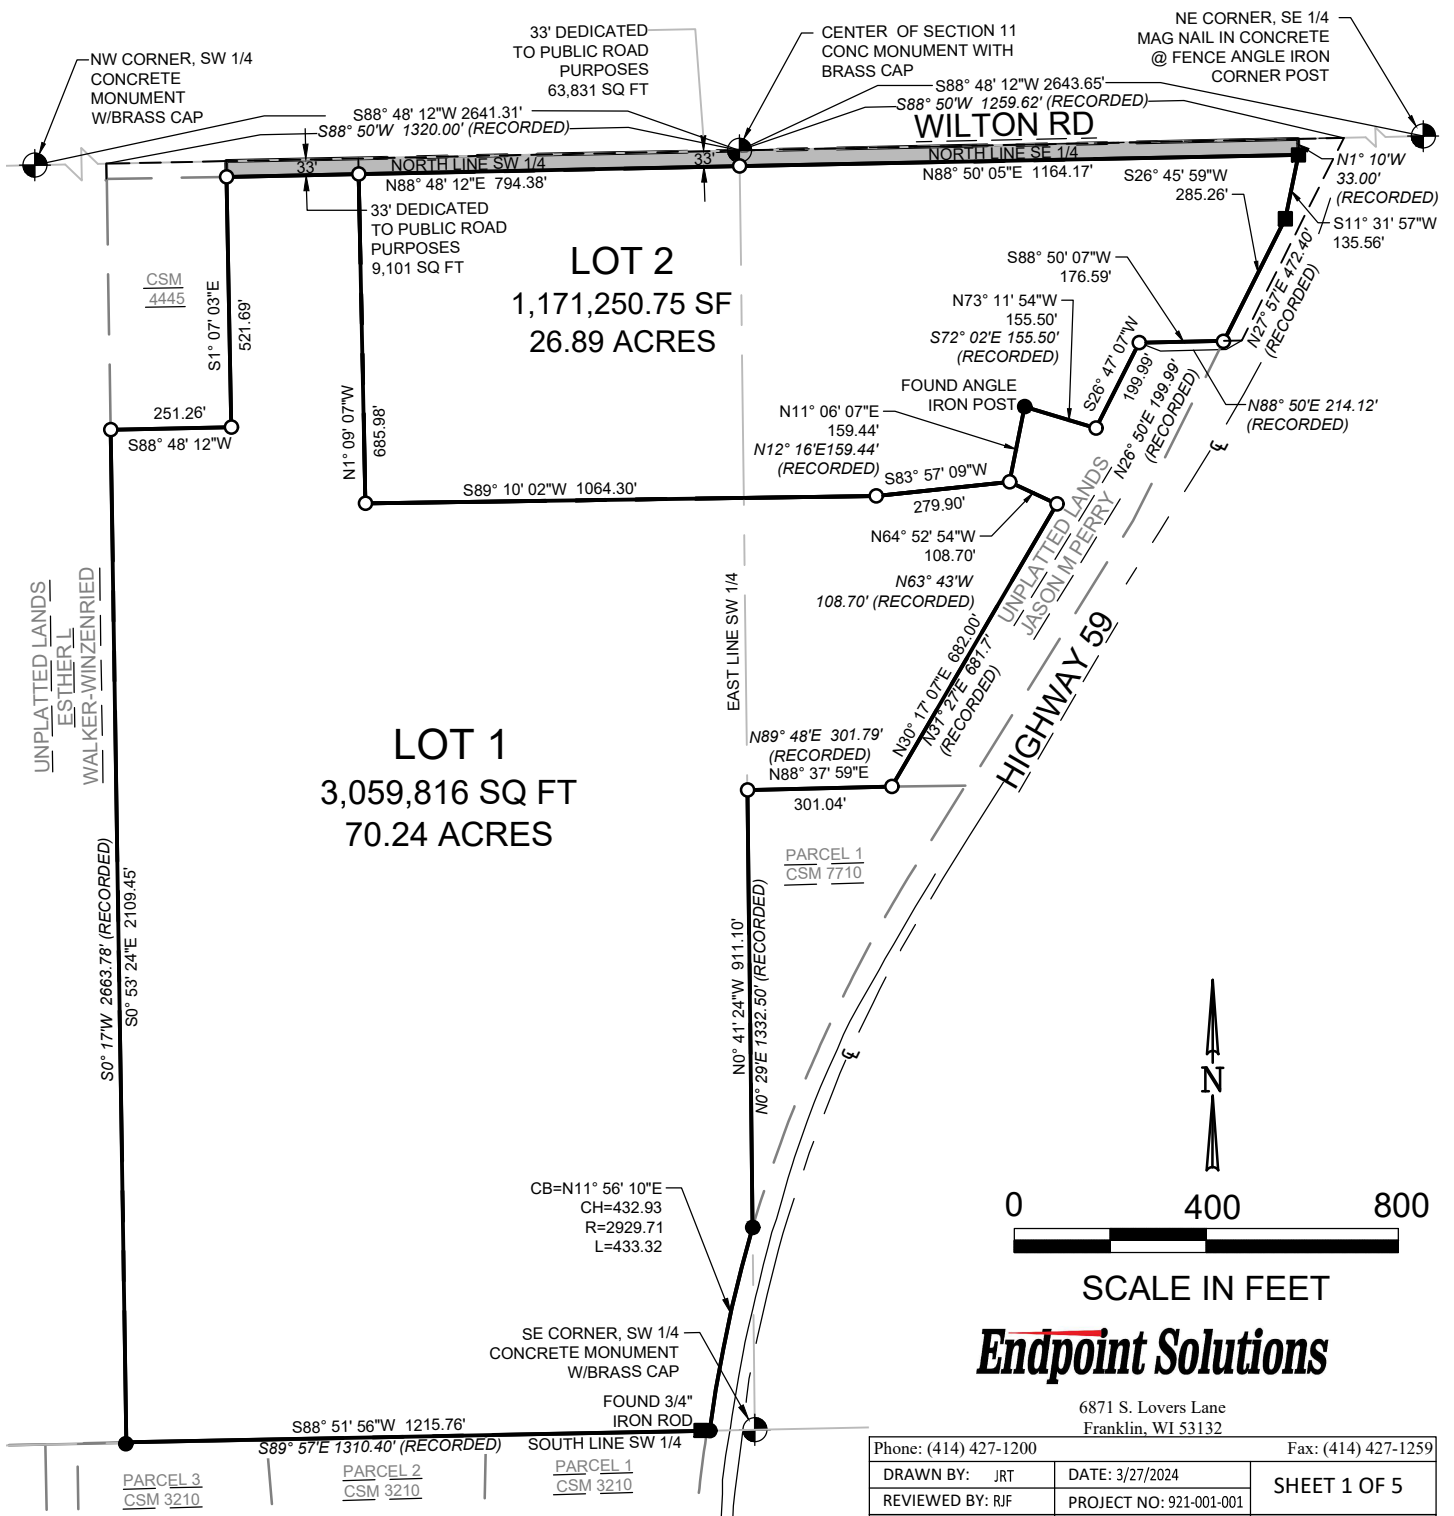 NW CORNER, SW 1/4
CONCRETE
MONUMENT
W/BRASS CAP
33' DEDICATED
TO PUBLIC ROAD
PURPOSES
63,831 SQ FT
CENTER OF SECTION 11
CONC MONUMENT WITH
BRASS CAP
NE CORNER, SE 1/4
MAG NAIL IN CONCRETE
@ FENCE ANGLE IRON
CORNER POST
S88° 48' 12"W 2641.31'
S88° 50'W 1320.00' (RECORDED)
S88° 48' 12"W 2643.65'
S88° 50'W 1259.62' (RECORDED)
WILTON RD
33'
NORTH LINE SW 1/4
33'
NORTH LINE SE 1/4
N88° 48' 12"E 794.38'
N88° 50' 05"E 1164.17'
N1° 10'W
33.00'
(RECORDED)
S26° 45' 59"W
285.26'
S11° 31' 57"W
135.56'
33' DEDICATED
TO PUBLIC ROAD
PURPOSES
9,101 SQ FT
CSM
4445
S1° 07' 03"E
521.69'
LOT 2
1,171,250.75 SF
26.89 ACRES
S88° 50' 07"W
176.59'
N73° 11' 54"W
155.50'
S72° 02'E 155.50'
(RECORDED)
N27° 57'E 472.40'
(RECORDED)
S26° 47' 07"W
199.99'
N26° 50'E 199.99'
(RECORDED)
N88° 50'E 214.12'
(RECORDED)
FOUND ANGLE
IRON POST
N11° 06' 07"E
159.44'
N12° 16'E159.44'
(RECORDED)
251.26'
S88° 48' 12"W
N1° 09' 07"W
685.98'
S89° 10' 02"W 1064.30'
S83° 57' 09"W
279.90'
N64° 52' 54"W
108.70'
N63° 43'W
108.70' (RECORDED)
UNPLATTED LANDS
JASON M PERRY
UNPLATTED LANDS
ESTHER L
WALKER-WINZENRIED
EAST LINE SW 1/4
HIGHWAY 59
N30° 17' 07"E 682.00'
N31° 27'E 681.7'
(RECORDED)
LOT 1
3,059,816 SQ FT
70.24 ACRES
N89° 48'E 301.79'
(RECORDED)
N88° 37' 59"E
301.04'
PARCEL 1
CSM 7710
S0° 17'W 2663.78' (RECORDED)
S0° 53' 24"E 2109.45'
N0° 41' 24"W 911.10'
N0° 29'E 1332.50' (RECORDED)
N
CB=N11° 56' 10"E
CH=432.93
R=2929.71
L=433.32
0 400 800
SCALE IN FEET
SE CORNER, SW 1/4
CONCRETE MONUMENT
W/BRASS CAP
FOUND 3/4"
IRON ROD
S88° 51' 56"W 1215.76'
S89° 57'E 1310.40' (RECORDED)
SOUTH LINE SW 1/4
PARCEL 3
CSM 3210
PARCEL 2
CSM 3210
PARCEL 1
CSM 3210
Endpoint Solutions
6871 S. Lovers Lane
Franklin, WI 53132
Phone: (414) 427-1200 Fax: (414) 427-1259
DRAWN BY: JRT DATE: 3/27/2024
SHEET 1 OF 5
REVIEWED BY: RJF PROJECT NO: 921-001-001